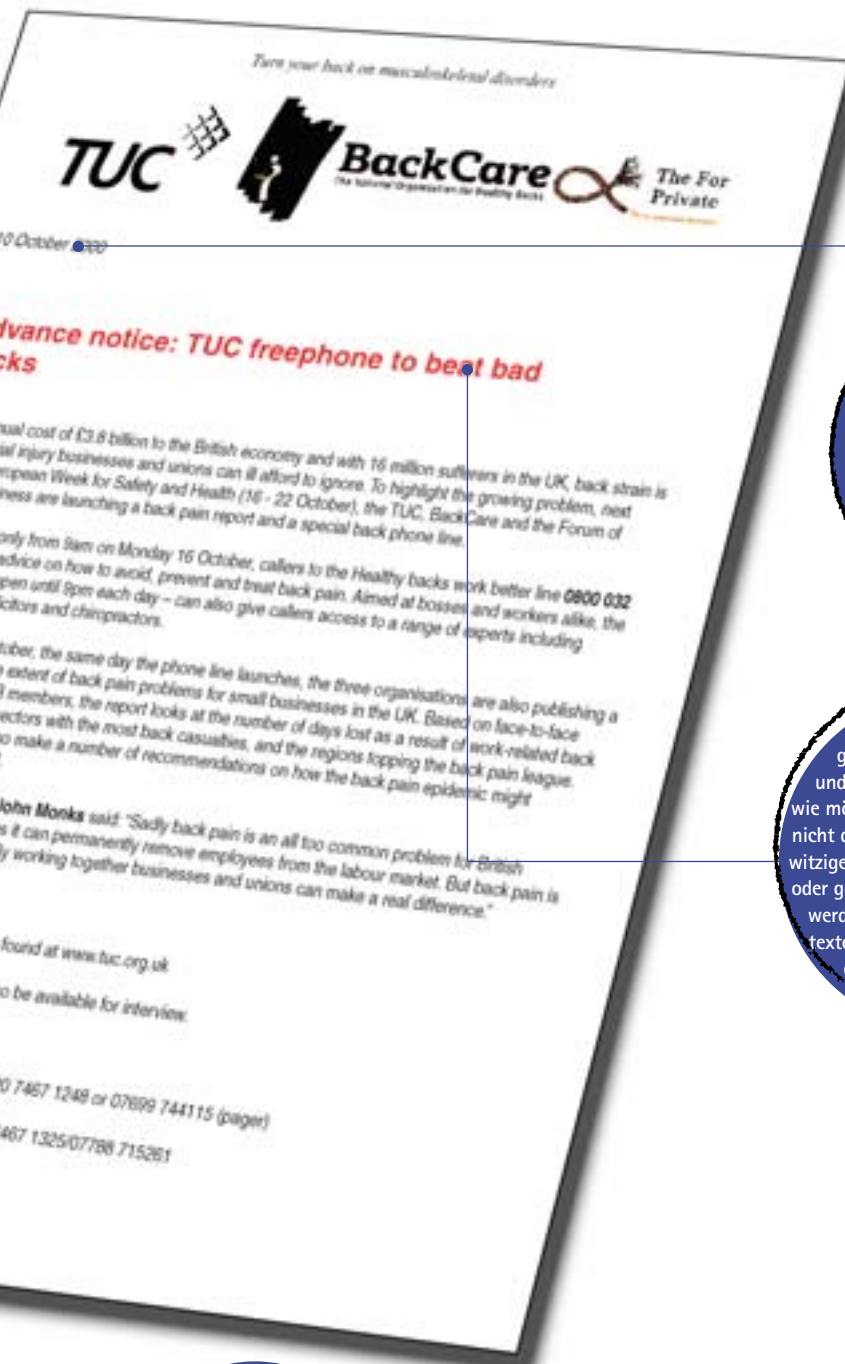 Turn your back on musculoskeletal disorders
TUC
BackCare
The National Organisation for Healthy Backs
The For
Private
10 October 2000
dvance notice: TUC freephone to beat bad
cks
ual cost of £3.8 billion to the British economy and with 16 million sufferers in the UK, back strain is
ial injury businesses and unions can ill afford to ignore. To highlight the growing problem, next
ropean Week for Safety and Health (16 - 22 October), the TUC, BackCare and the Forum of
iness are launching a back pain report and a special back phone line.
only from 9am on Monday 16 October, callers to the Healthy backs work better line 0800 032
advice on how to avoid, prevent and treat back pain. Aimed at bosses and workers alike, the
open until 9pm each day – can also give callers access to a range of experts including
icitors and chiropractors.
tober, the same day the phone line launches, the three organisations are also publishing a
e extent of back pain problems for small businesses in the UK. Based on face-to-face
B members, the report looks at the number of days lost as a result of work-related back
ectors with the most back casualties, and the regions topping the back pain league.
so make a number of recommendations on how the back pain epidemic might
John Monks said: "Sadly back pain is an all too common problem for British
s it can permanently remove employees from the labour market. But back pain is
ly working together businesses and unions can make a real difference."
found at www.tuc.org.uk
so be available for interview.
0 7467 1248 or 07699 744115 (pager)
467 1325/07788 715261
g
und
wie mö
nicht d
witzige
oder g
werd
texte